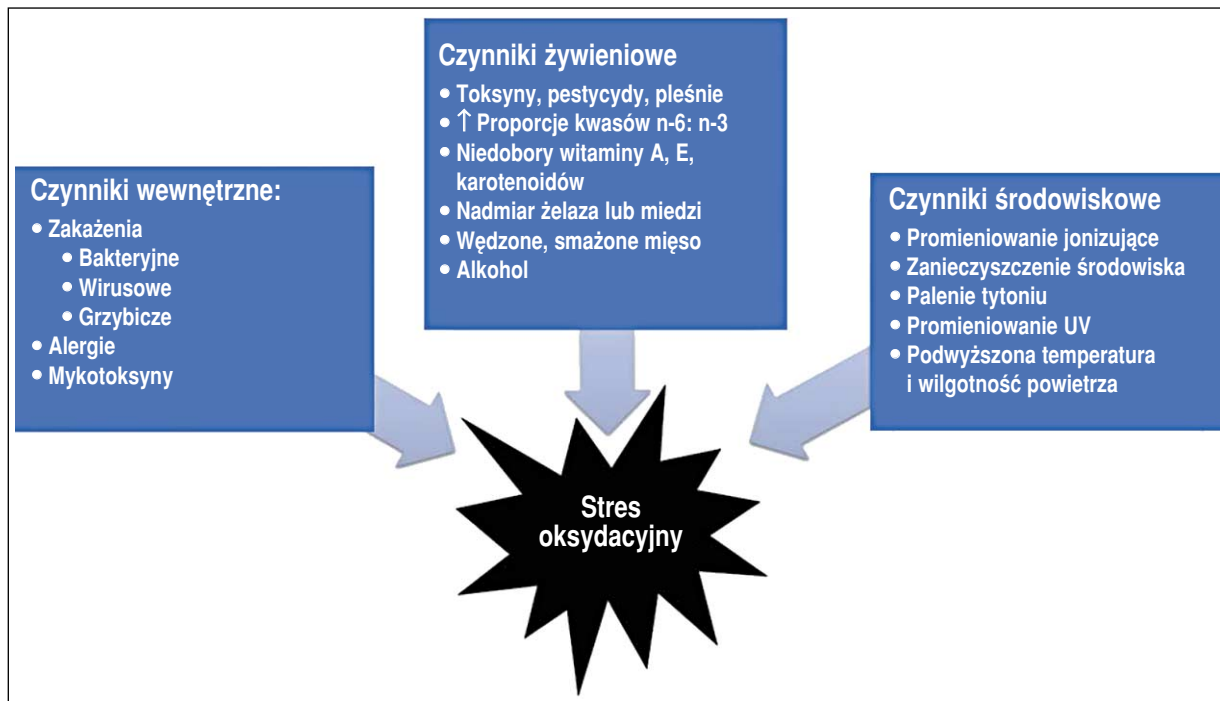 Czynniki wewnętrzne:
• Zakażenia
• Bakteryjne
• Wirusowe
• Grzybicze
• Alergie
• Mykotoksyny
Czynniki żywieniowe
• Toksyny, pestycydy, pleśnie
• ↑ Proporcje kwasów n-6: n-3
• Niedobory witaminy A, E,
karotenoidów
• Nadmiar żelaza lub miedzi
• Wędzone, smażone mięso
• Alkohol
Czynniki środowiskowe
• Promieniowanie jonizujące
• Zanieczyszczenie środowiska
• Palenie tytoniu
• Promieniowanie UV
• Podwyższona temperatura
i wilgotność powietrza
Stres
oksydacyjny